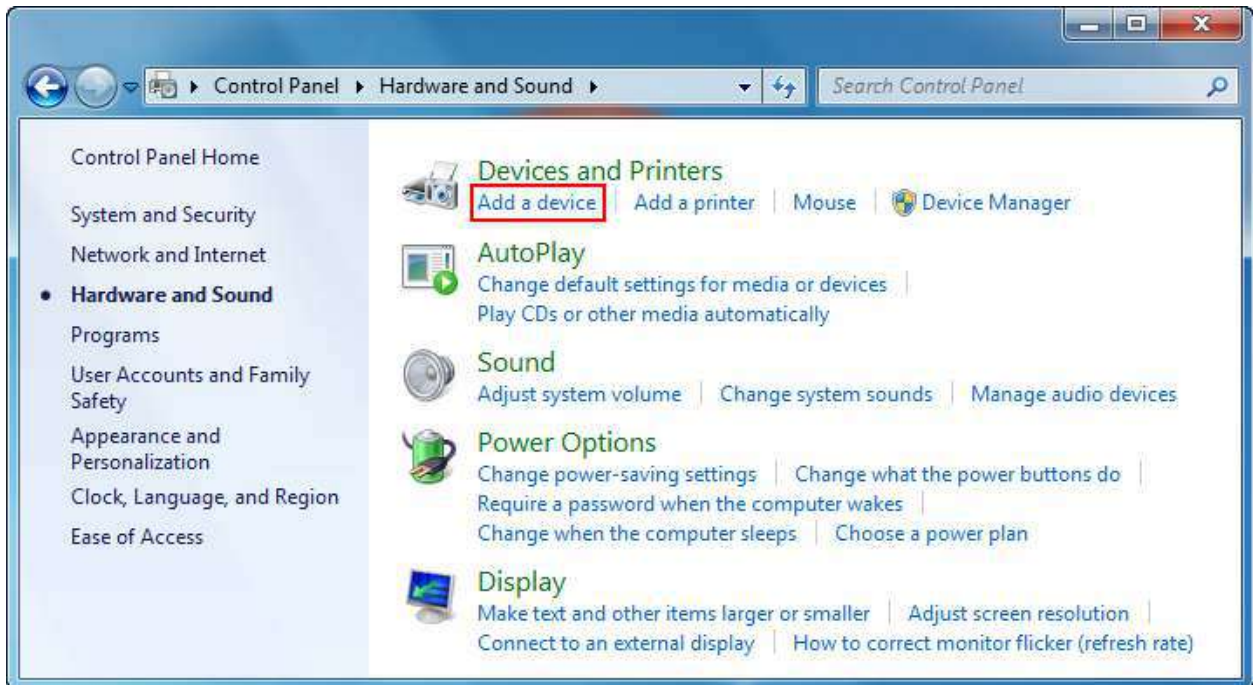 Control Panel Hardware and Sound Search Control Panel
Control Panel Home
System and Security
Network and Internet
Hardware and Sound
Programs
User Accounts and Family
Safety
Appearance and
Personalization
Clock, Language, and Region
Ease of Access
Devices and Printers
Add a device Add a printer Mouse Device Manager
AutoPlay
Change default settings for media or devices
Play CDs or other media automatically
Sound
Adjust system volume Change system sounds Manage audio devices
Power Options
Change power-saving settings Change what the power buttons do
Require a password when the computer wakes
Change when the computer sleeps Choose a power plan
Display
Make text and other items larger or smaller Adjust screen resolution
Connect to an external display How to correct monitor flicker (refresh rate)